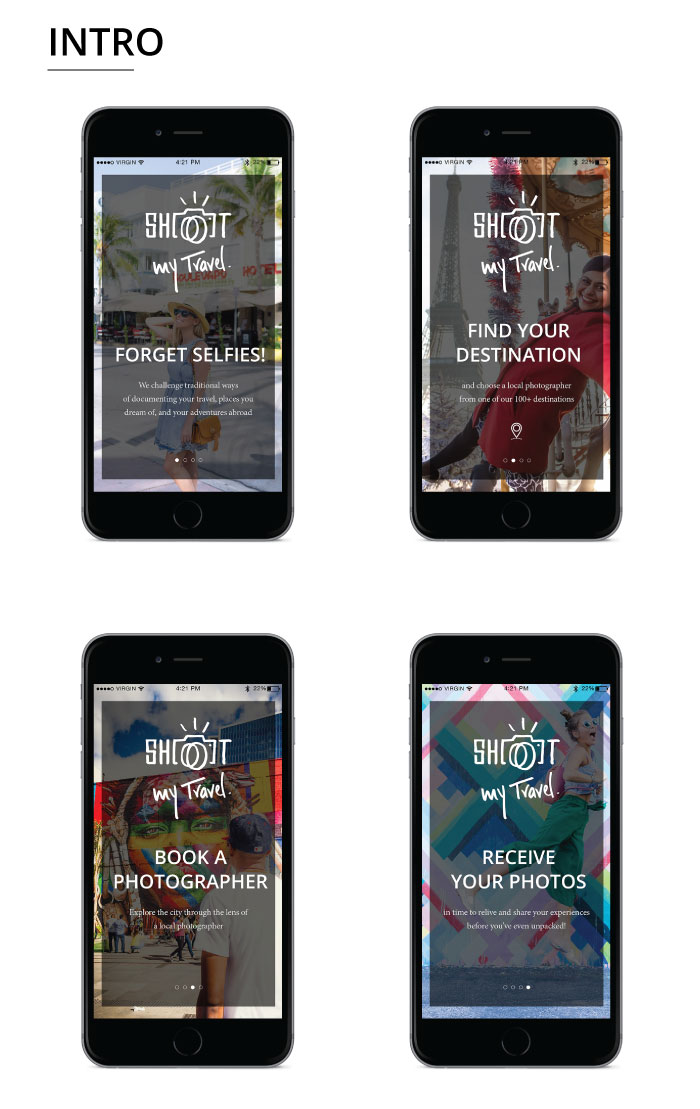 INTRO
VIRGIN 4:21 PM 22%
SHOOT
my Travel.
FORGET SELFIES!
We challenge traditional ways
of documenting your travel, places you
dream of, and your adventures abroad
VIRGIN 4:21 PM 22%
SHOOT
my Travel.
FIND YOUR
DESTINATION
and choose a local photographer
from one of our 100+ destinations
VIRGIN 4:21 PM 22%
SHOOT
my Travel.
BOOK A
PHOTOGRAPHER
Explore the city through the lens of
a local photographer
VIRGIN 4:21 PM 22%
SHOOT
my Travel.
RECEIVE
YOUR PHOTOS
in time to relive and share your experiences
before you've even unpacked!